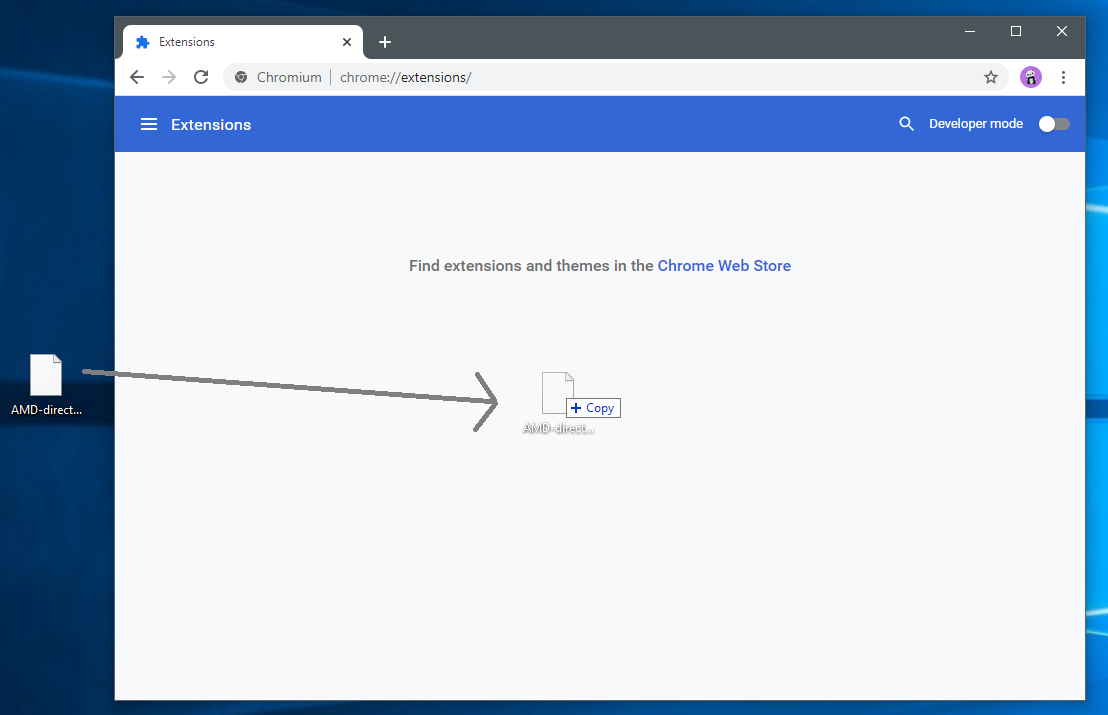 Extensions
Chromium | chrome://extensions/
Extensions
Developer mode
Find extensions and themes in the Chrome Web Store
AMD-direct...
Copy
AMD-direct...